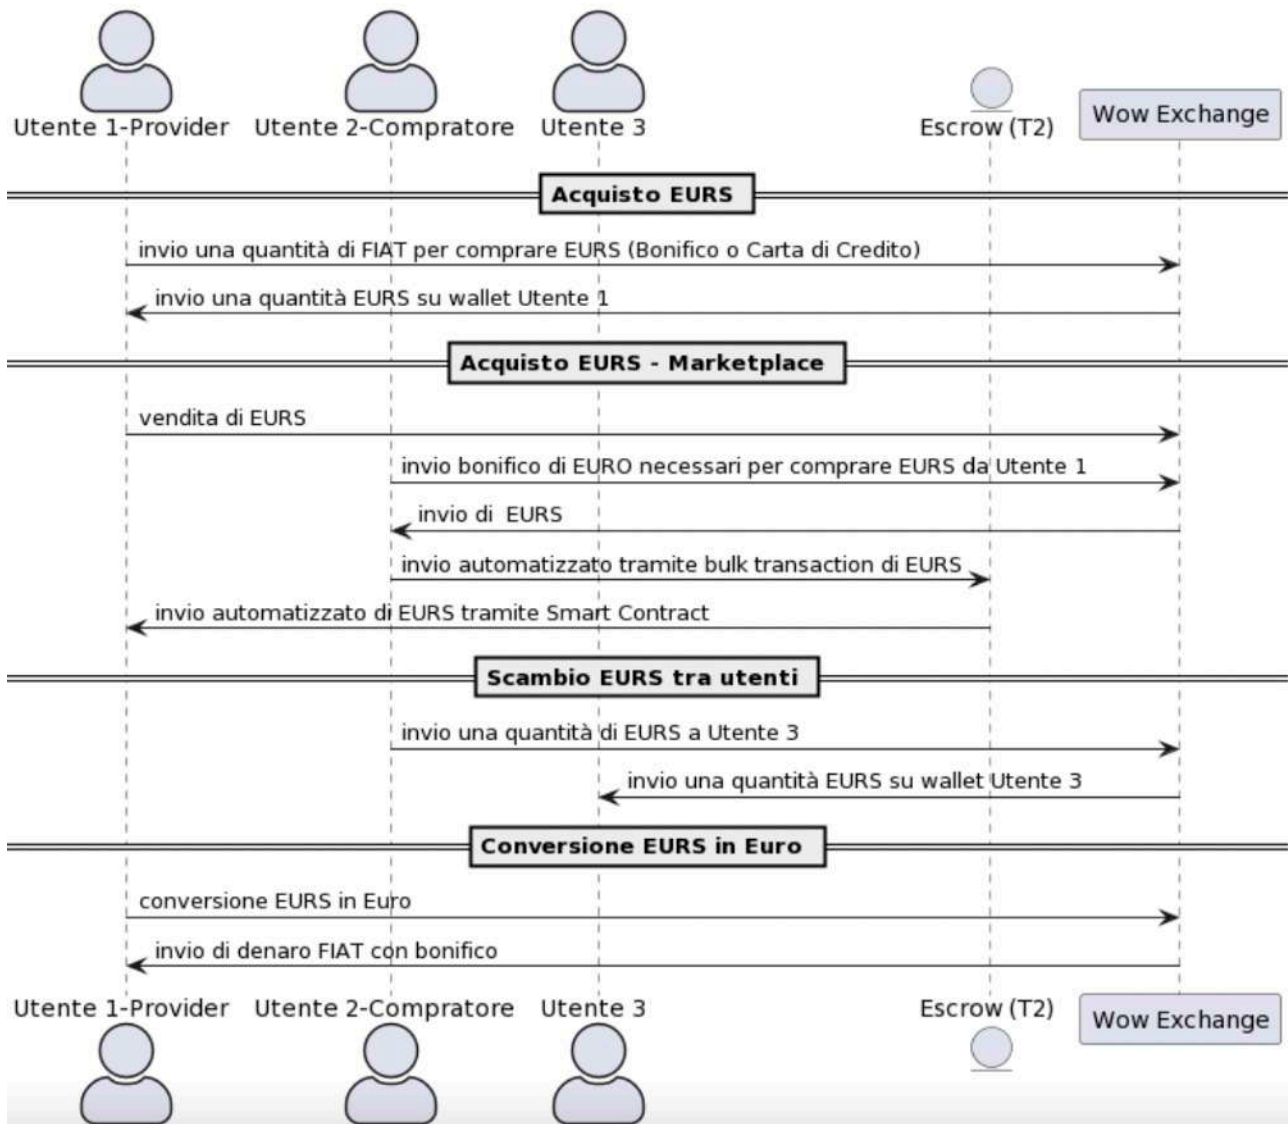 Utente 1-Provider
Utente 2-Compratore
Utente 3
Escrow (T2)
Wow Exchange
Acquisto EURS
invio una quantità di FIAT per comprare EURS (Bonifico o Carta di Credito)
invio una quantità EURS su wallet Utente 1
Acquisto EURS - Marketplace
vendita di EURS
invio bonifico di EURO necessari per comprare EURS da Utente 1
invio di EURS
invio automatizzato tramite bulk transaction di EURS
invio automatizzato di EURS tramite Smart Contract
Scambio EURS tra utenti
invio una quantità di EURS a Utente 3
invio una quantità EURS su wallet Utente 3
Conversione EURS in Euro
conversione EURS in Euro
invio di denaro FIAT con bonifico
Utente 1-Provider
Utente 2-Compratore
Utente 3
Escrow (T2)
Wow Exchange